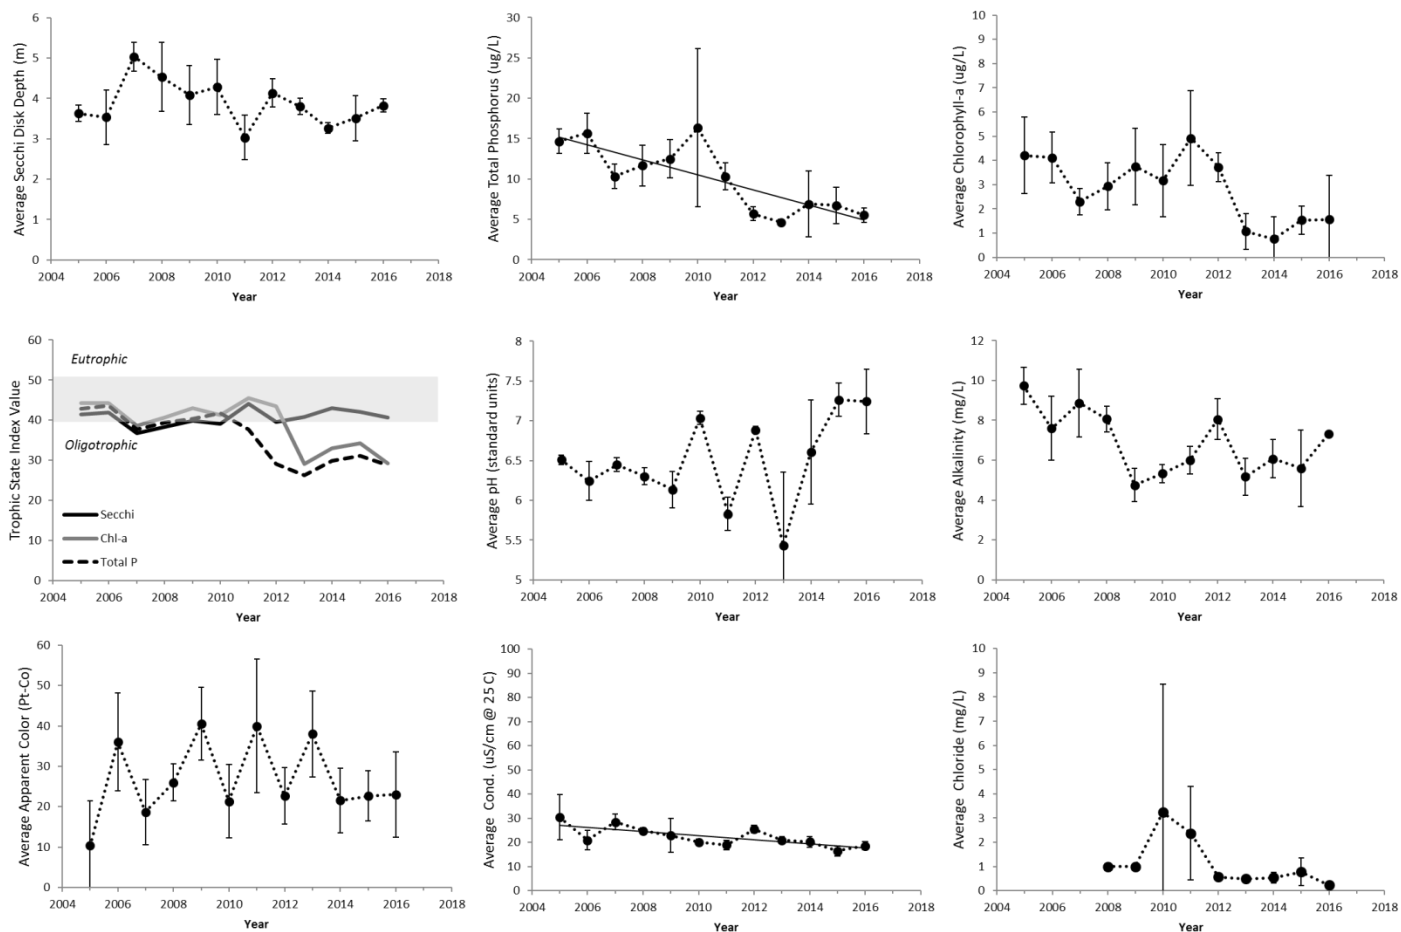 Average Secchi Disk Depth (m)
6
5
4
3
2
1
0
2004 2006 2008 2010 2012 2014 2016 2018
Year
Average Total Phosphorus (ug/L)
30
25
20
15
10
5
0
2004 2006 2008 2010 2012 2014 2016 2018
Year
Average Chlorophyll-a (ug/L)
10
9
8
7
6
5
4
3
2
1
0
2004 2006 2008 2010 2012 2014 2016 2018
Year
Trophic State Index Value
60
50
40
30
20
10
0
Eutrophic
Oligotrophic
Secchi
Chl-a
Total P
2004 2006 2008 2010 2012 2014 2016 2018
Year
Average pH (standard units)
8
7.5
7
6.5
6
5.5
5
2004 2006 2008 2010 2012 2014 2016 2018
Year
Average Alkalinity (mg/L)
12
10
8
6
4
2
0
2004 2006 2008 2010 2012 2014 2016 2018
Year
Average Apparent Color (Pt-Co)
60
50
40
30
20
10
0
2004 2006 2008 2010 2012 2014 2016 2018
Year
Average Cond. (uS/cm @ 25 C)
100
90
80
70
60
50
40
30
20
10
0
2004 2006 2008 2010 2012 2014 2016 2018
Year
Average Chloride (mg/L)
10
9
8
7
6
5
4
3
2
1
0
2004 2006 2008 2010 2012 2014 2016 2018
Year